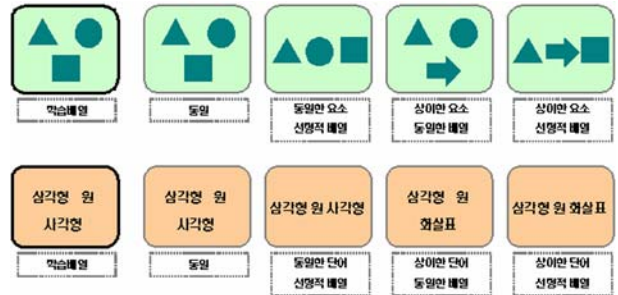 학습배열
동일
동일한 요소
선형적 배열
상이한 요소
동일한 배열
상이한 요소
선형적 배열
삼각형 원
사각형
삼각형 원
사각형
삼각형 원 사각형
삼각형 원
화살표
삼각형 원 화살표
학습배열
동일
동일한 단어
선형적 배열
상이한 단어
동일한 배열
상이한 단어
선형적 배열